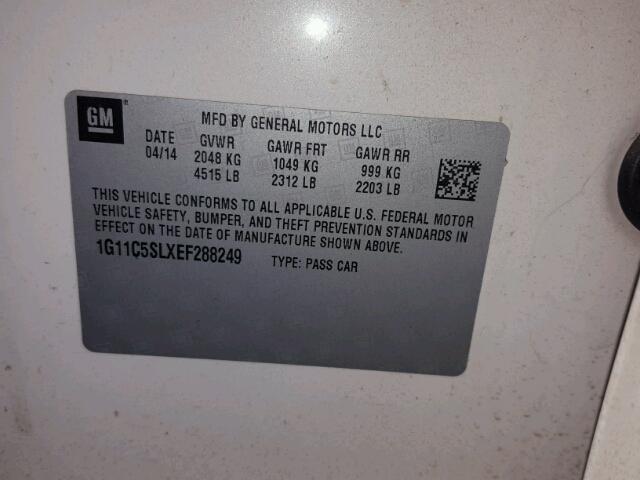 GM ®
MFD BY GENERAL MOTORS LLC
DATE GVWR GAWR FRT GAWR RR
04/14 2048 KG 1049 KG 999 KG
4515 LB 2312 LB 2203 LB
THIS VEHICLE CONFORMS TO ALL APPLICABLE U.S. FEDERAL MOTOR
VEHICLE SAFETY, BUMPER, AND THEFT PREVENTION STANDARDS IN
EFFECT ON THE DATE OF MANUFACTURE SHOWN ABOVE.
1G11C5SLXEF288249 TYPE: PASS CAR